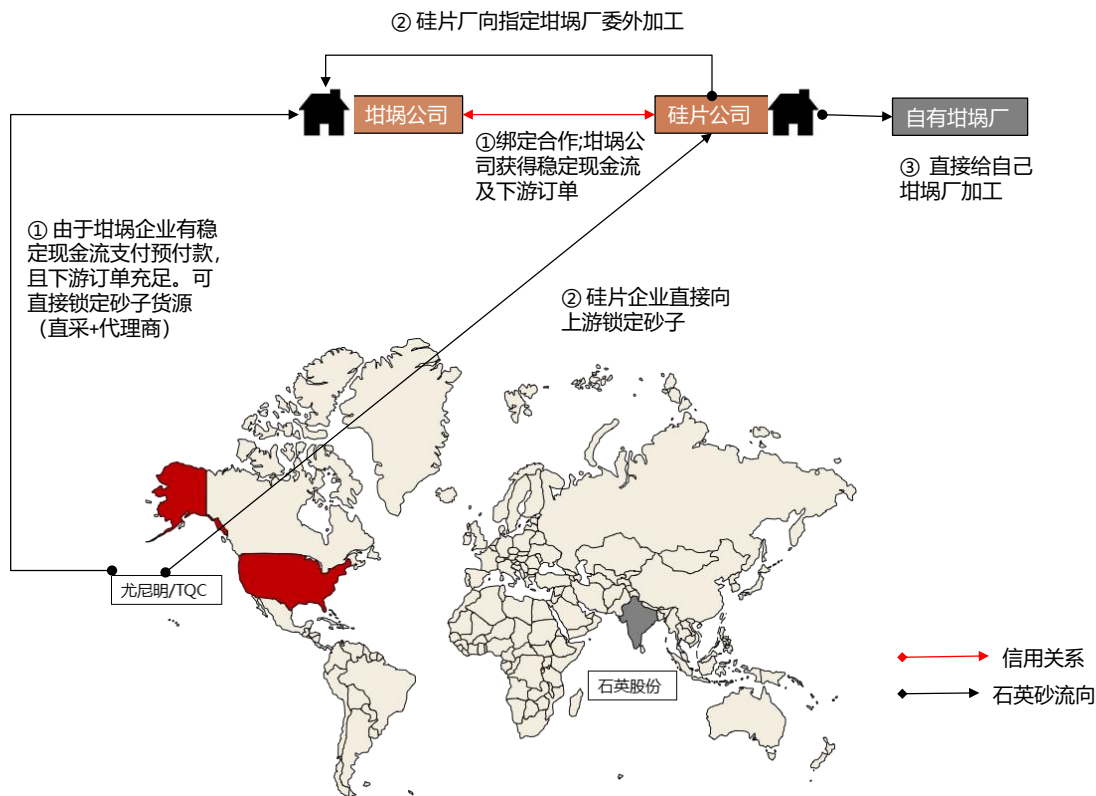 ② 硅片厂向指定坩埚厂委外加工
坩埚公司
硅片公司
自有坩埚厂
①绑定合作;坩埚公
司获得稳定现金流
及下游订单
③ 直接给自己
坩埚厂加工
① 由于坩埚企业有稳
定现金流支付预付款，
且下游订单充足。可
直接锁定砂子货源
（直采+代理商）
② 硅片企业直接向
上游锁定砂子
尤尼明/TQC
石英股份
信用关系
石英砂流向